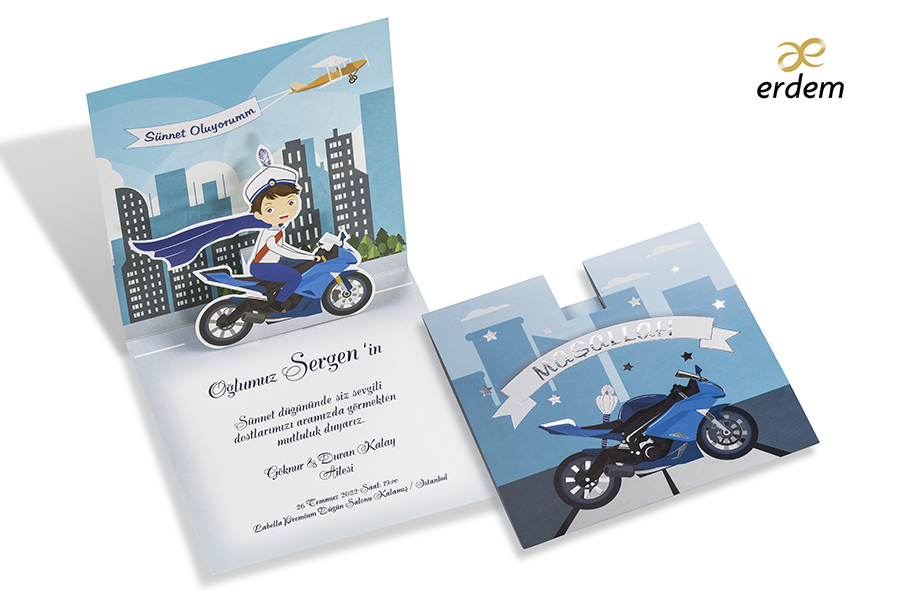 erdem
Sünnet Oluyorumm
MAŞALLAH
Oğlumuz Sergen'in
Sünnet düğününde siz sevgili
dostlarımızı aramızda görmekten
mutluluk duyarız.
Göknur & Duran Kalay
Ailesi
26 Temmuz 2022 Saat: 19.00
Labella Premium Düğün Salonu Kalamış / İstanbul